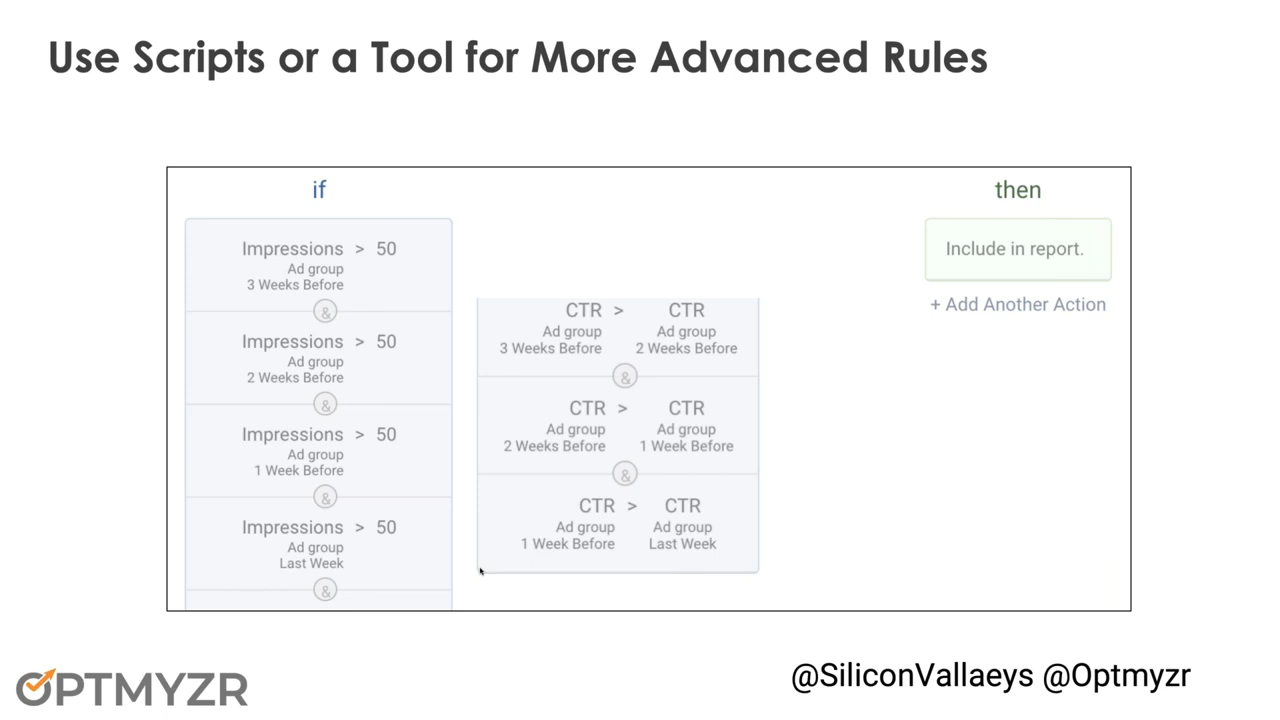 Use Scripts or a Tool for More Advanced Rules
if
Impressions > 50
Ad group
3 Weeks Before
&
Impressions > 50
Ad group
2 Weeks Before
&
Impressions > 50
Ad group
1 Week Before
&
Impressions > 50
Ad group
Last Week
&
CTR > CTR
Ad group Ad group
3 Weeks Before 2 Weeks Before
&
CTR > CTR
Ad group Ad group
2 Weeks Before 1 Week Before
&
CTR > CTR
Ad group Ad group
1 Week Before Last Week
then
Include in report.
+ Add Another Action
OPTMYZR
@SiliconVallaeys @Optmyzr